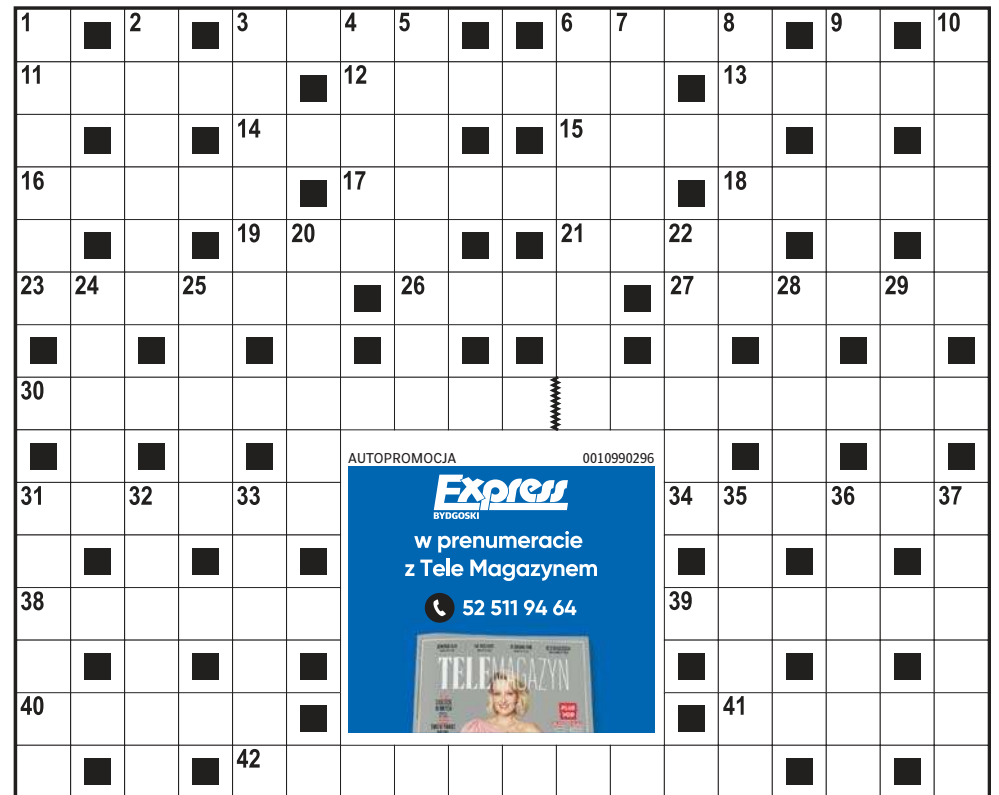 1 2 3 4 5 6 7 8 9 10
11 12 13
14 15
16 17 18
19 20 21 22
23 24 25 26 27 28 29
30
AUTOPROMOCJA 0010990296
31 32 33 34 35 36 37
Express
BYDGOSKI
w prenumeracie
z Tele Magazynem
38 39
52 511 94 64
TELEMAGAZYN
40 41
42